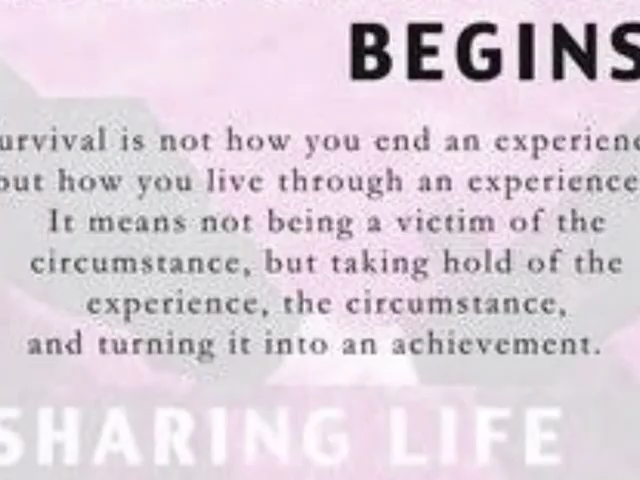 BEGINS
urvival is not how you end an experienc
out how you live through an experience
It means not being a victim of the
circumstance, but taking hold of the
experience, the circumstance,
and turning it into an achievement.
SHARING LIFE